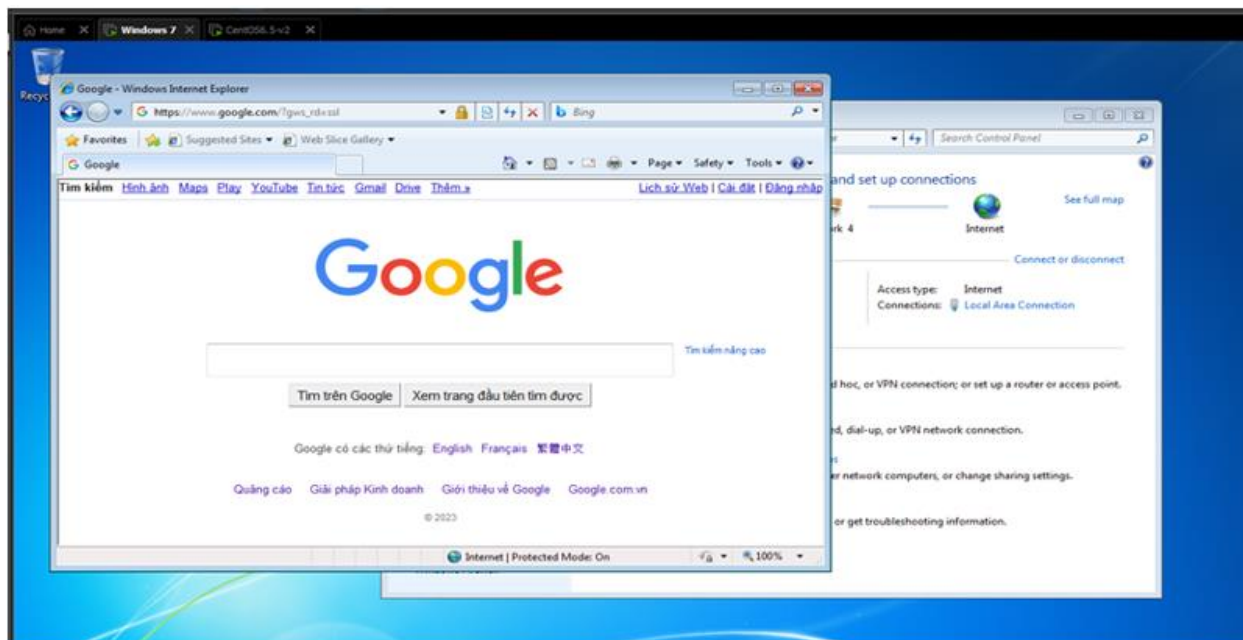 Home Windows 7 CentOS6.5-v2
Google - Windows Internet Explorer
https://www.google.com/?gws_rd=ssl Bing
Search Control Panel
Favorites Suggested Sites Web Slice Gallery
Google Page Safety Tools
Tìm kiếm Hình ảnh Maps Play YouTube Tin tức Gmail Drive Thêm » Lịch sử Web | Cài đặt | Đăng nhập
and set up connections
See full map
Internet
Google
Connect or disconnect
Access type: Internet
Connections: Local Area Connection
Tìm kiếm nâng cao
Tìm trên Google Xem trang đầu tiên tìm được
hoc, or VPN connection; or set up a router or access point.
dial-up, or VPN network connection.
Google có các thứ tiếng: English Français 繁體中文
network computers, or change sharing settings.
Quảng cáo Giải pháp Kinh doanh Giới thiệu về Google Google.com.vn
© 2023
or get troubleshooting information.
Internet | Protected Mode: On 100%